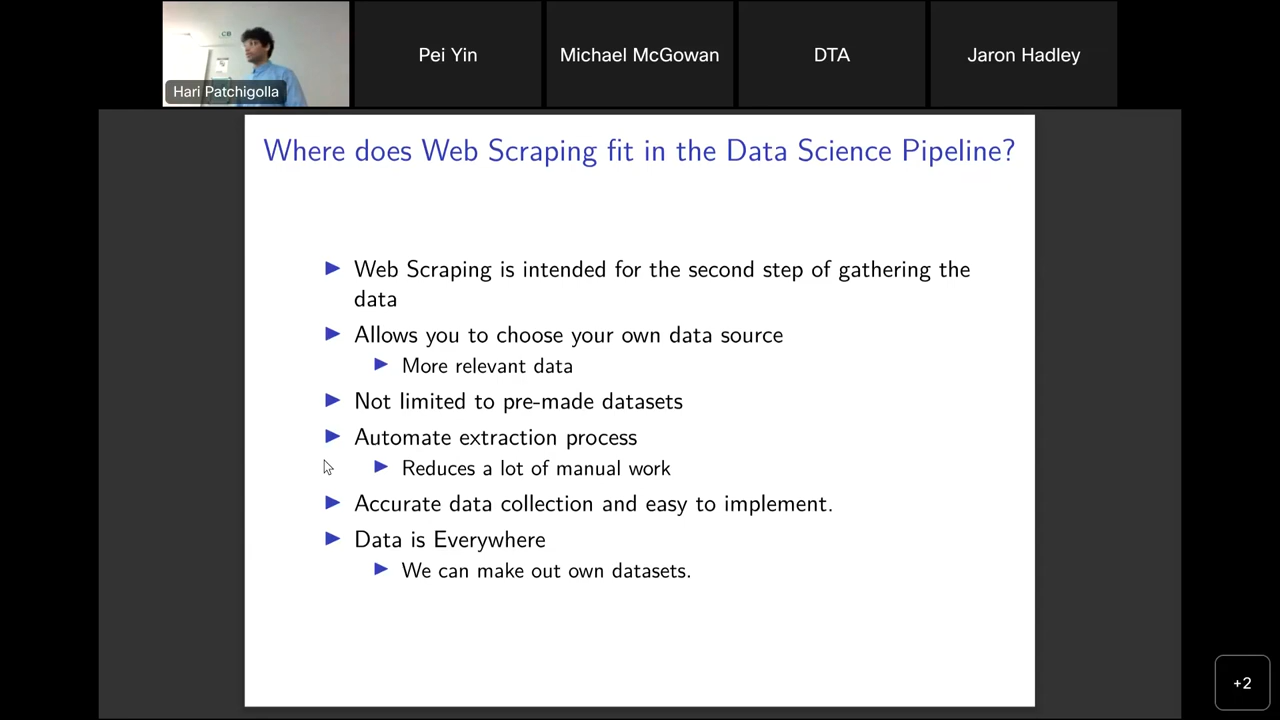 CB
Hari Patchigolla
Pei Yin
Michael McGowan
DTA
Jaron Hadley
Where does Web Scraping fit in the Data Science Pipeline?
Web Scraping is intended for the second step of gathering the
data
Allows you to choose your own data source
More relevant data
Not limited to pre-made datasets
Automate extraction process
Reduces a lot of manual work
Accurate data collection and easy to implement.
Data is Everywhere
We can make out own datasets.
+2